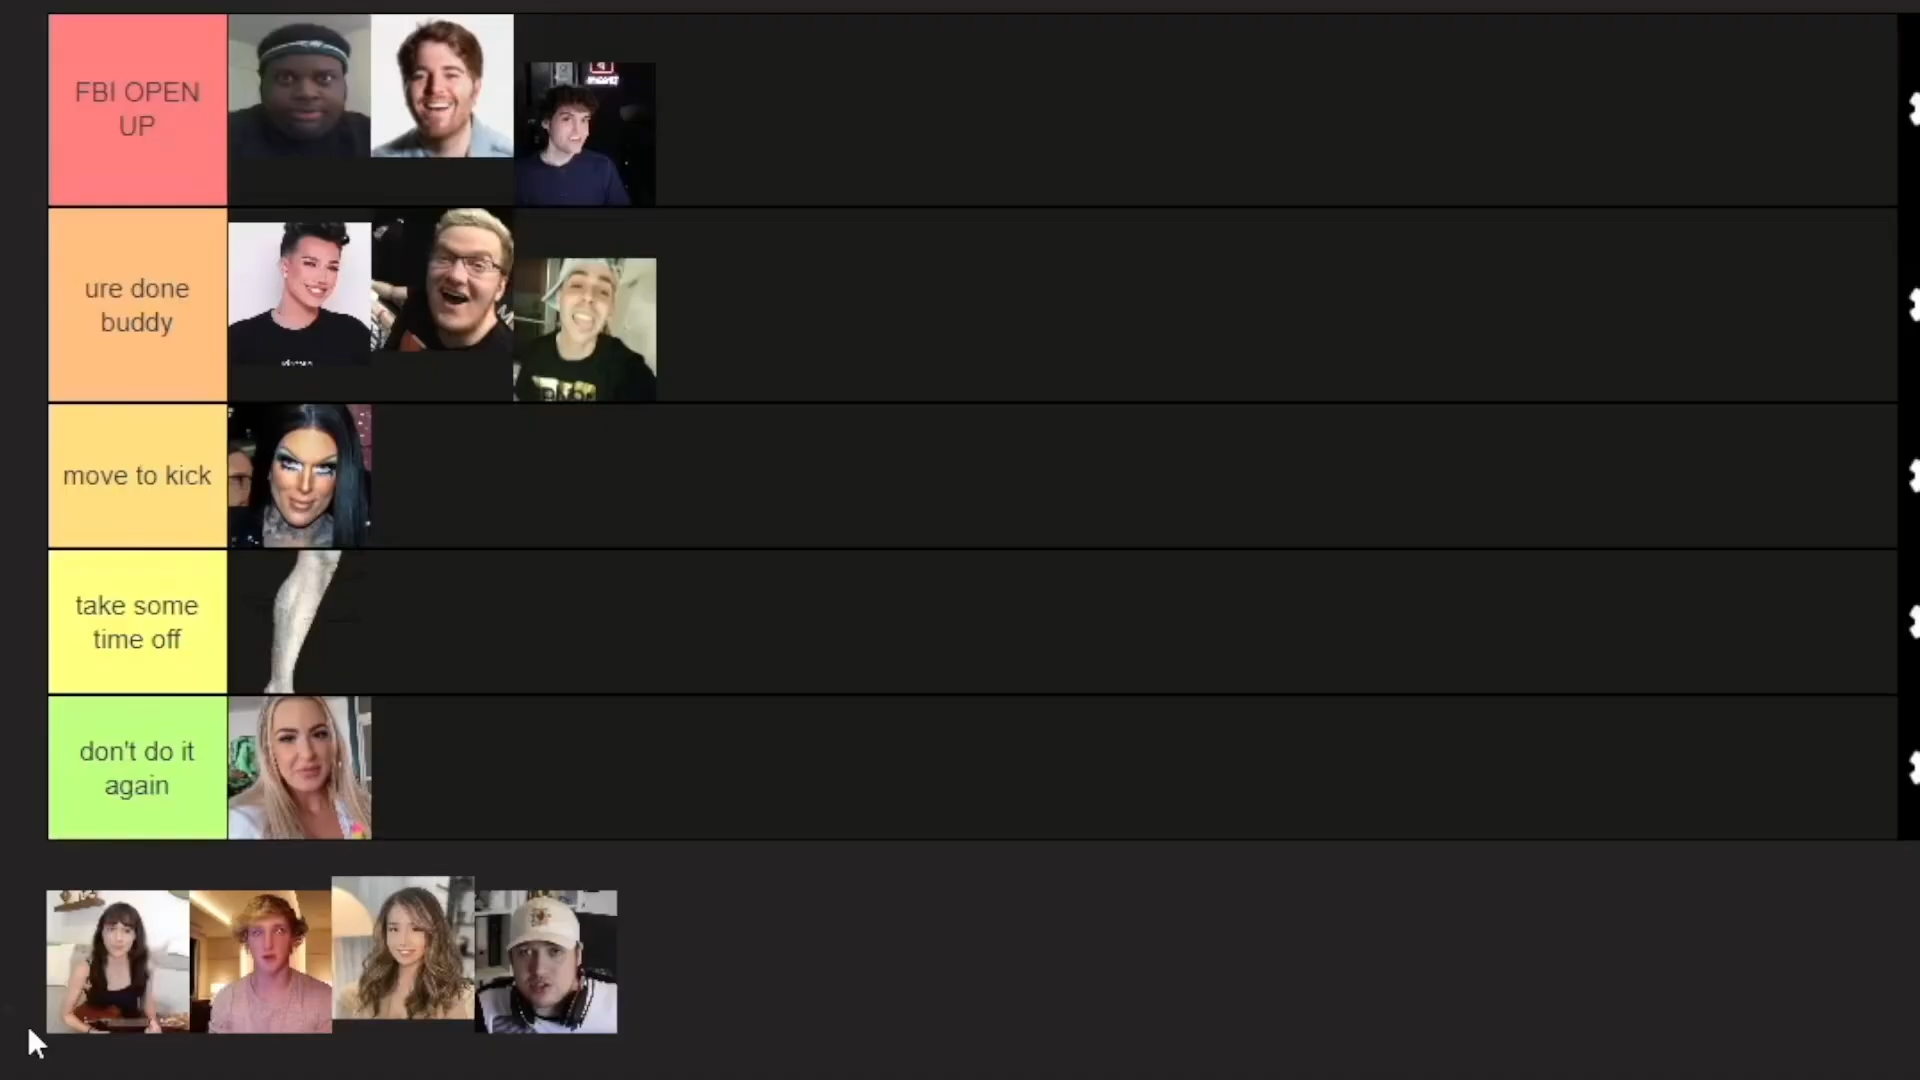 FBI OPEN
UP
ure done
buddy
move to kick
take some
time off
don't do it
again